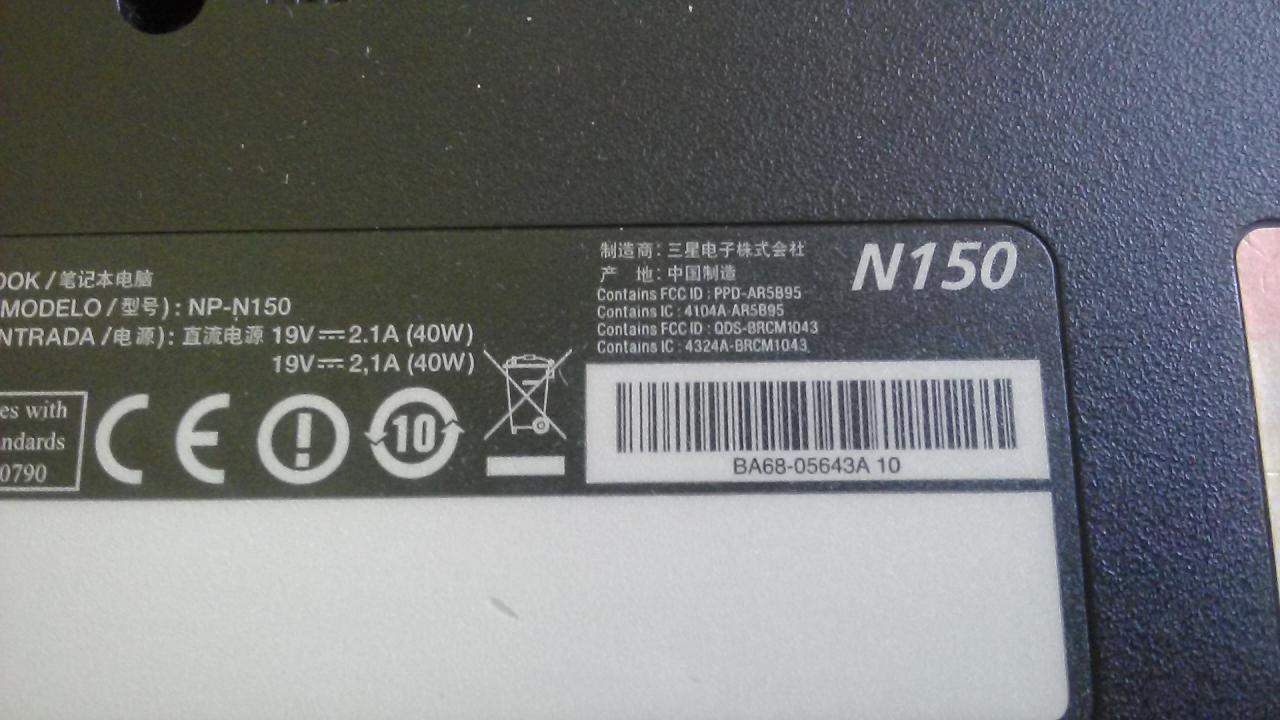 OOK / 笔记本电脑
(MODELO / 型号) : NP-N150
NTRADA / 电源) : 直流电源 19V⎓2.1A (40W)
19V⎓2,1A (40W)
es with
ndards
0790
CE
10
制造商 : 三星电子株式会社
产 地 : 中国制造
Contains FCC ID : PPD-AR5B95
Contains IC : 4104A-AR5B95
Contains FCC ID : QDS-BRCM1043
Contains IC : 4324A-BRCM1043
N150
BA68-05643A 10